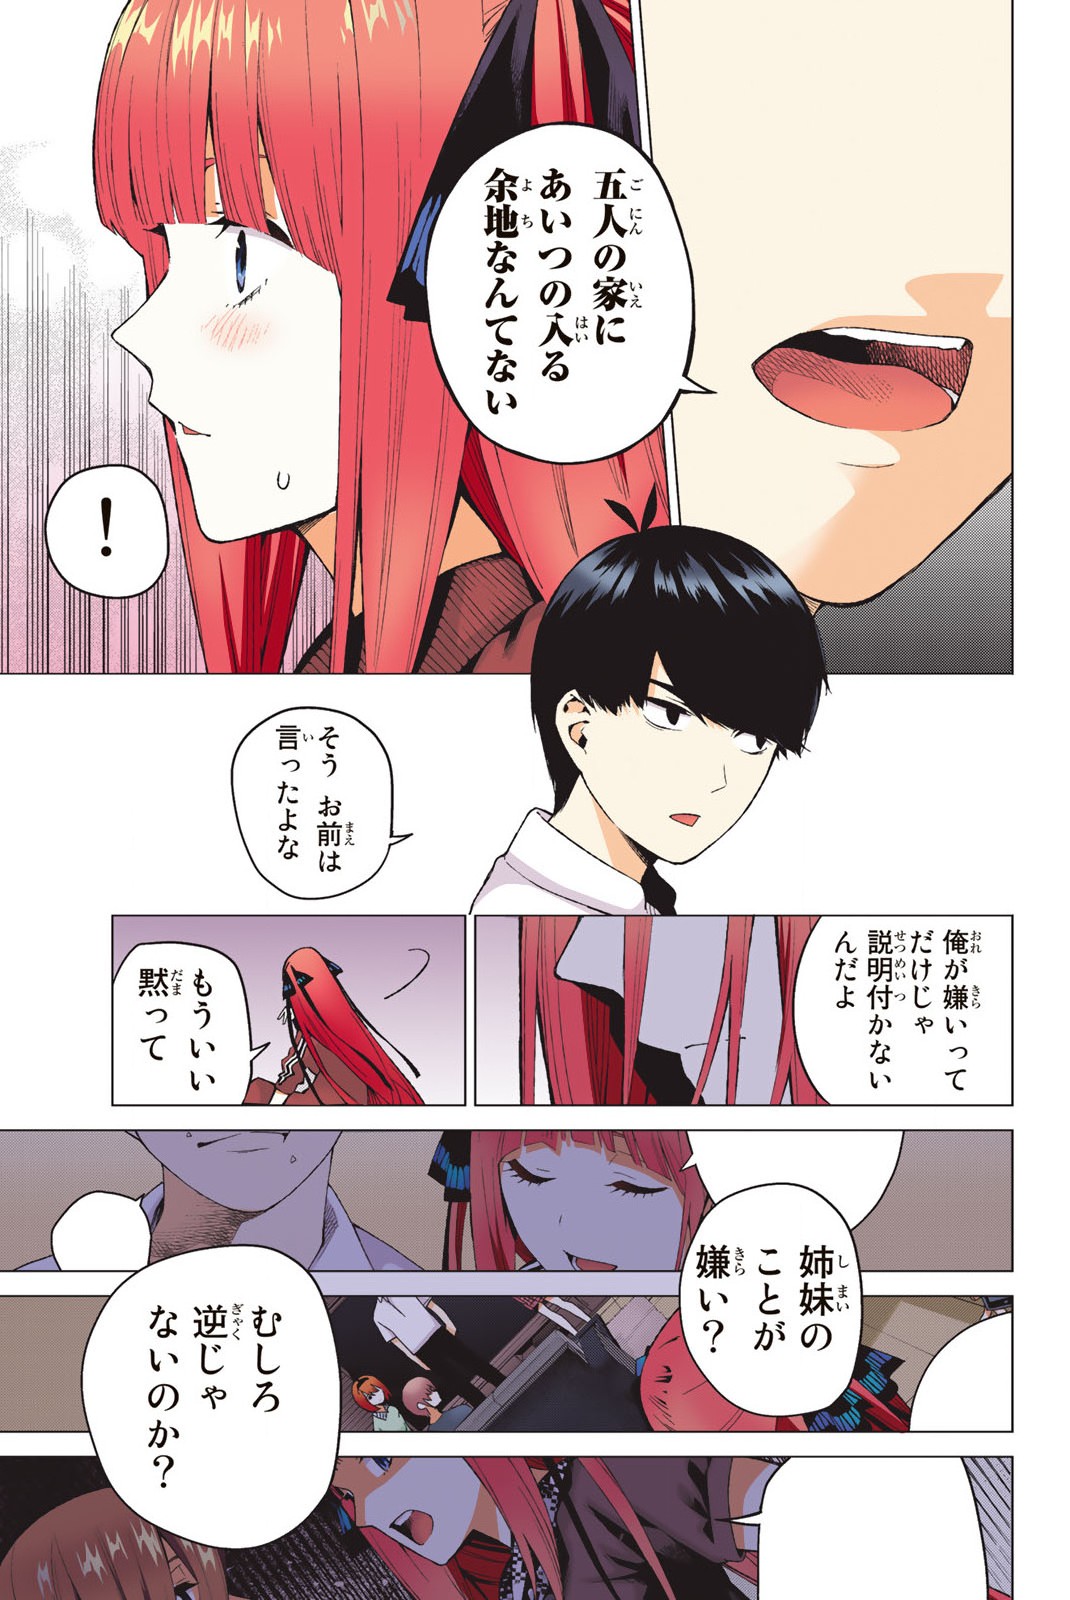 五人の家に
あいつの入る
余地なんてない
！
そう お前は
言ったよな
俺が嫌いって
だけじゃ
説明付かない
んだよ
もういい
黙って
姉妹の
ことが
嫌い？
むしろ
逆じゃ
ないのか？